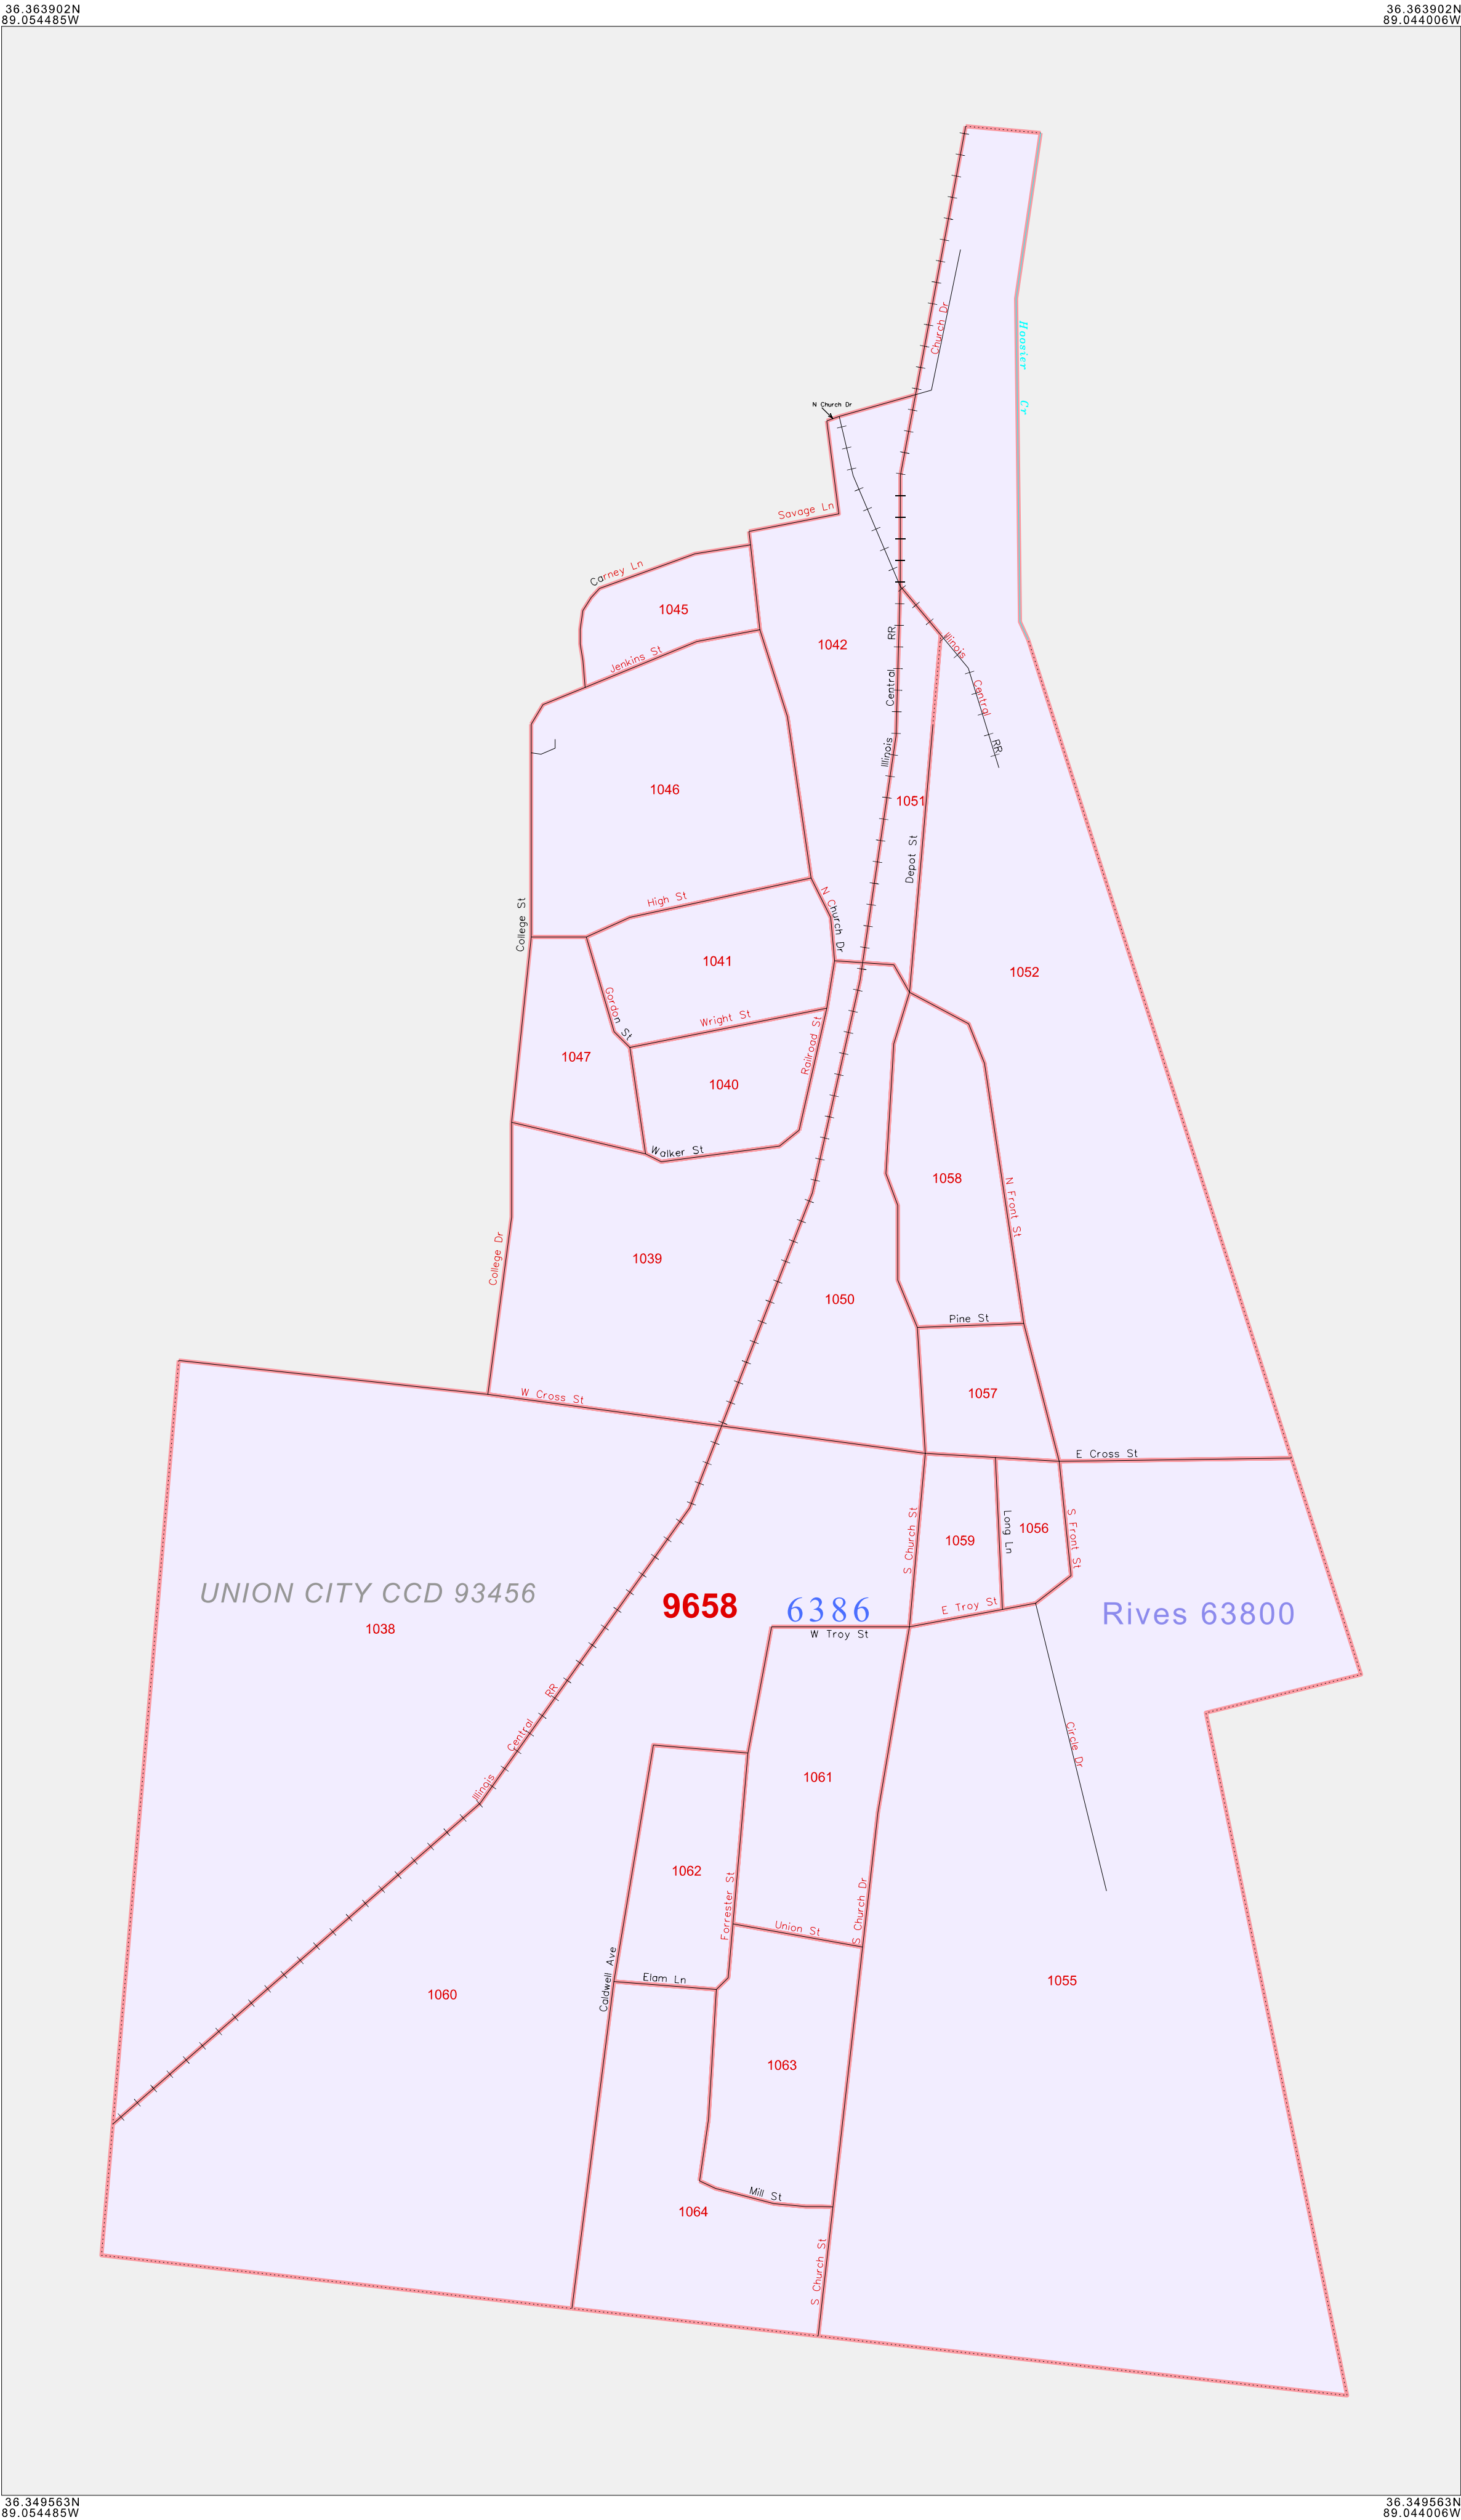 36.363902N
89.054485W
36.363902N
89.044006W
Church Dr
Hoosier Cr
N Church Dr
Savage Ln
Carney Ln
1045
1042
Illinois Central RR
Illinois Central RR
Jenkins St
1046
1051
Depot St
High St
N Church Dr
College St
1041
1052
Gordon St
Wright St
Railroad St
1047
1040
Walker St
1058
N Front St
College Dr
1039
1050
Pine St
1057
W Cross St
E Cross St
S Church St
1059
Long Ln
1056
S Front St
UNION CITY CCD 93456
9658
6386
E Troy St
Rives 63800
1038
W Troy St
Illinois Central RR
Circle Dr
1061
1062
Forrester St
S Church Dr
Union St
Caldwell Ave
Elam Ln
1055
1060
1063
Mill St
1064
S Church St
36.349563N
89.054485W
36.349563N
89.044006W